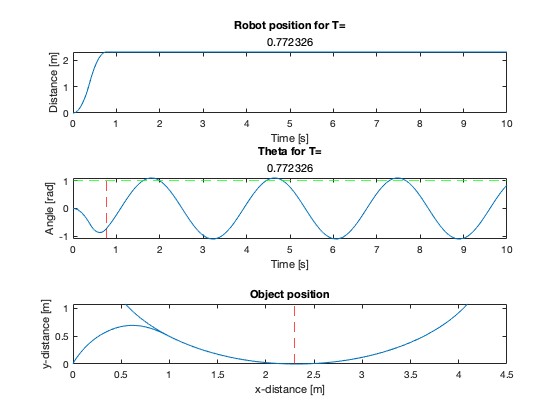 Robot position for T=
0.772326
Distance [m]
2
1
0
0 1 2 3 4 5 6 7 8 9 10
Time [s]
Theta for T=
0.772326
Angle [rad]
1
0
-1
0 1 2 3 4 5 6 7 8 9 10
Time [s]
Object position
y-distance [m]
1
0.5
0
0 0.5 1 1.5 2 2.5 3 3.5 4 4.5
x-distance [m]